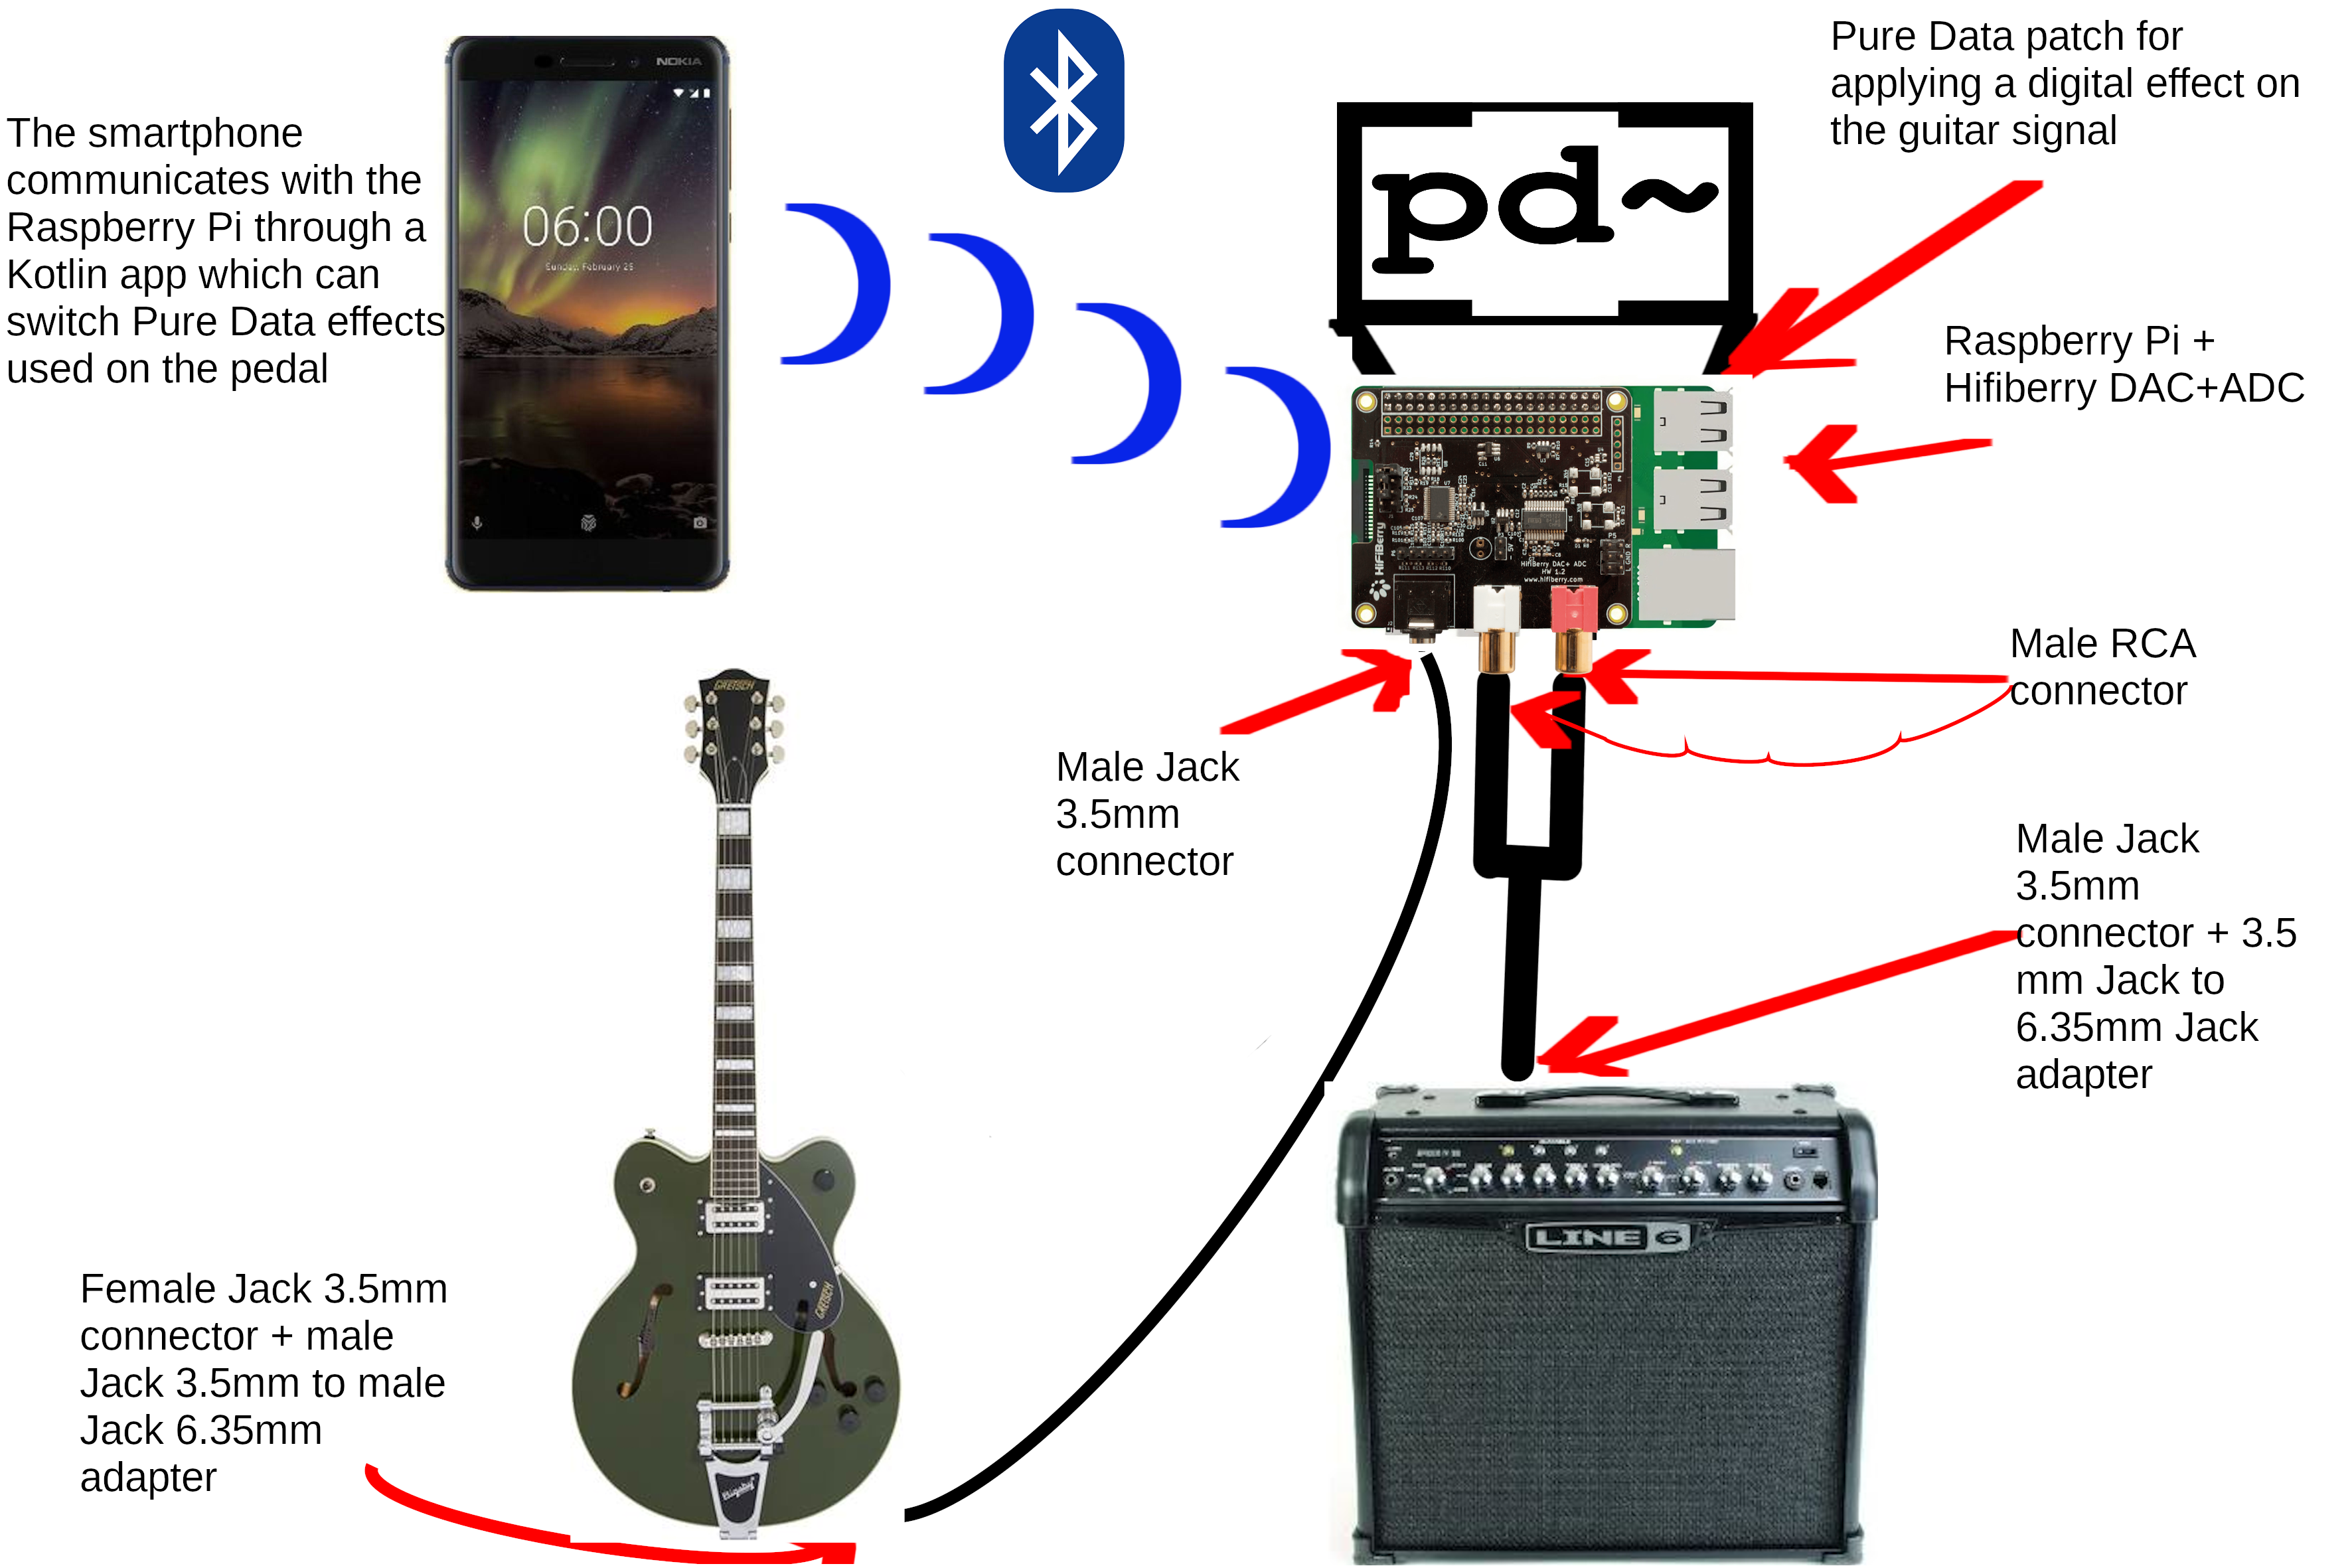 The smartphone
communicates with the
Raspberry Pi through a
Kotlin app which can
switch Pure Data effects
used on the pedal
NOKIA
06:00
Sunday, February 25
pd~
Pure Data patch for
applying a digital effect on
the guitar signal
Raspberry Pi +
Hifiberry DAC+ADC
HiFiBerry
HifiBerry DAC+ ADC
HW 1.2
www.hifiberry.com
Male RCA
connector
Male Jack
3.5mm
connector
Male Jack
3.5mm
connector + 3.5
mm Jack to
6.35mm Jack
adapter
GRETSCH
GRETSCH
Bigsby
LINE 6
Female Jack 3.5mm
connector + male
Jack 3.5mm to male
Jack 6.35mm
adapter